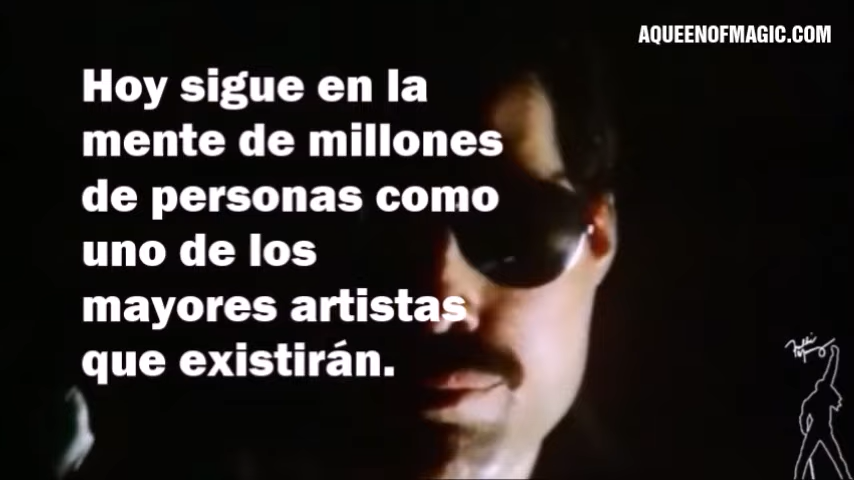 AQUEENOFMAGIC.COM
Hoy sigue en la
mente de millones
de personas como
uno de los
mayores artistas
que existirán.